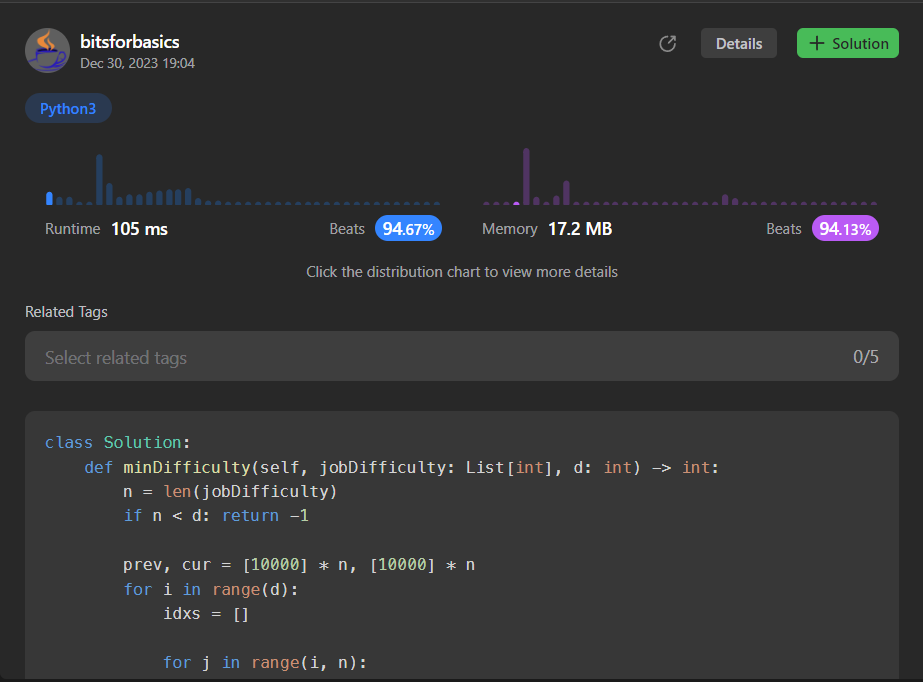 bitsforbasics
Dec 30, 2023 19:04
Details
+ Solution
Python3
Runtime 105 ms
Beats 94.67%
Memory 17.2 MB
Beats 94.13%
Click the distribution chart to view more details
Related Tags
Select related tags
0/5
class Solution:
    def minDifficulty(self, jobDifficulty: List[int], d: int) -> int:
        n = len(jobDifficulty)
        if n < d: return -1
        prev, cur = [10000] * n, [10000] * n
        for i in range(d):
            idxs = []
            for j in range(i, n):